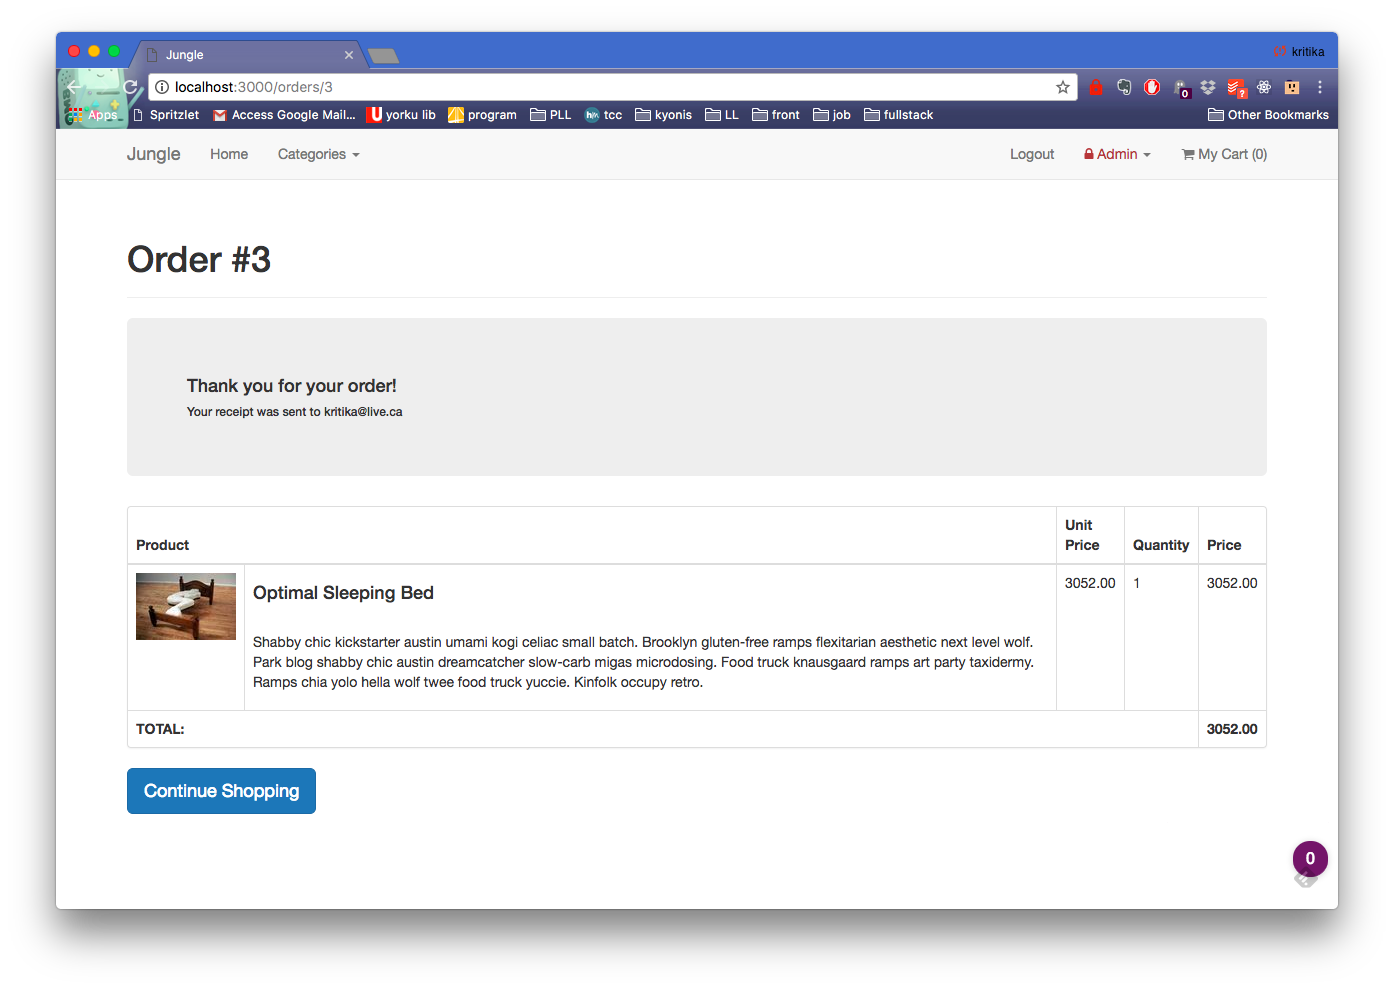 Jungle
kritika
localhost:3000/orders/3
0
?
Apps
Spritzlet
Access Google Mail...
U yorku lib
program
PLL
hlm tcc
kyonis
LL
front
job
fullstack
Other Bookmarks
Jungle
Home
Categories
Logout
Admin
My Cart (0)
Order #3
Thank you for your order!
Your receipt was sent to kritika@live.ca
Product
Unit
Price
Quantity
Price
Optimal Sleeping Bed
3052.00
1
3052.00
Shabby chic kickstarter austin umami kogi celiac small batch. Brooklyn gluten-free ramps flexitarian aesthetic next level wolf.
Park blog shabby chic austin dreamcatcher slow-carb migas microdosing. Food truck knausgaard ramps art party taxidermy.
Ramps chia yolo hella wolf twee food truck yuccie. Kinfolk occupy retro.
TOTAL:
3052.00
Continue Shopping
0